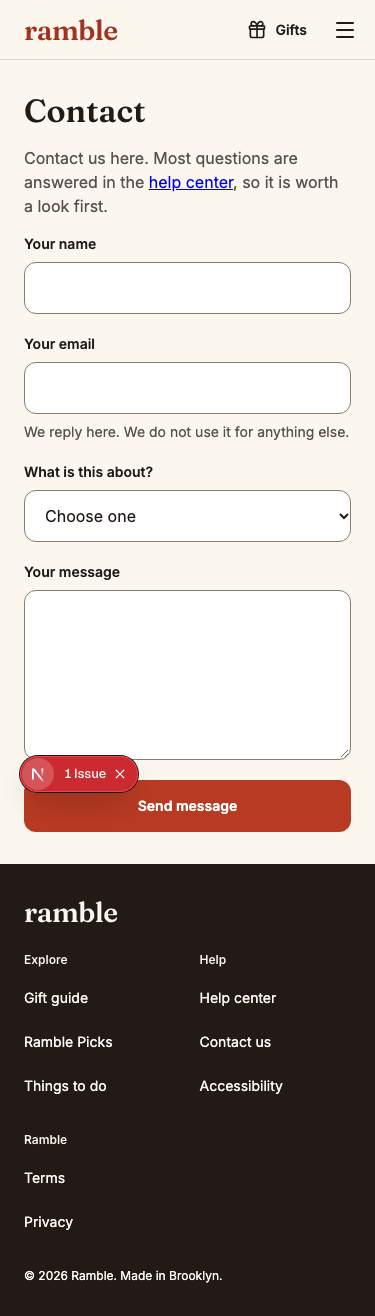 ramble
Gifts
Contact
Contact us here. Most questions are
answered in the help center, so it is worth
a look first.
Your name
Your email
We reply here. We do not use it for anything else.
What is this about?
Choose one
Your message
N 1 Issue
Send message
ramble
Explore
Help
Gift guide
Help center
Ramble Picks
Contact us
Things to do
Accessibility
Ramble
Terms
Privacy
© 2026 Ramble. Made in Brooklyn.